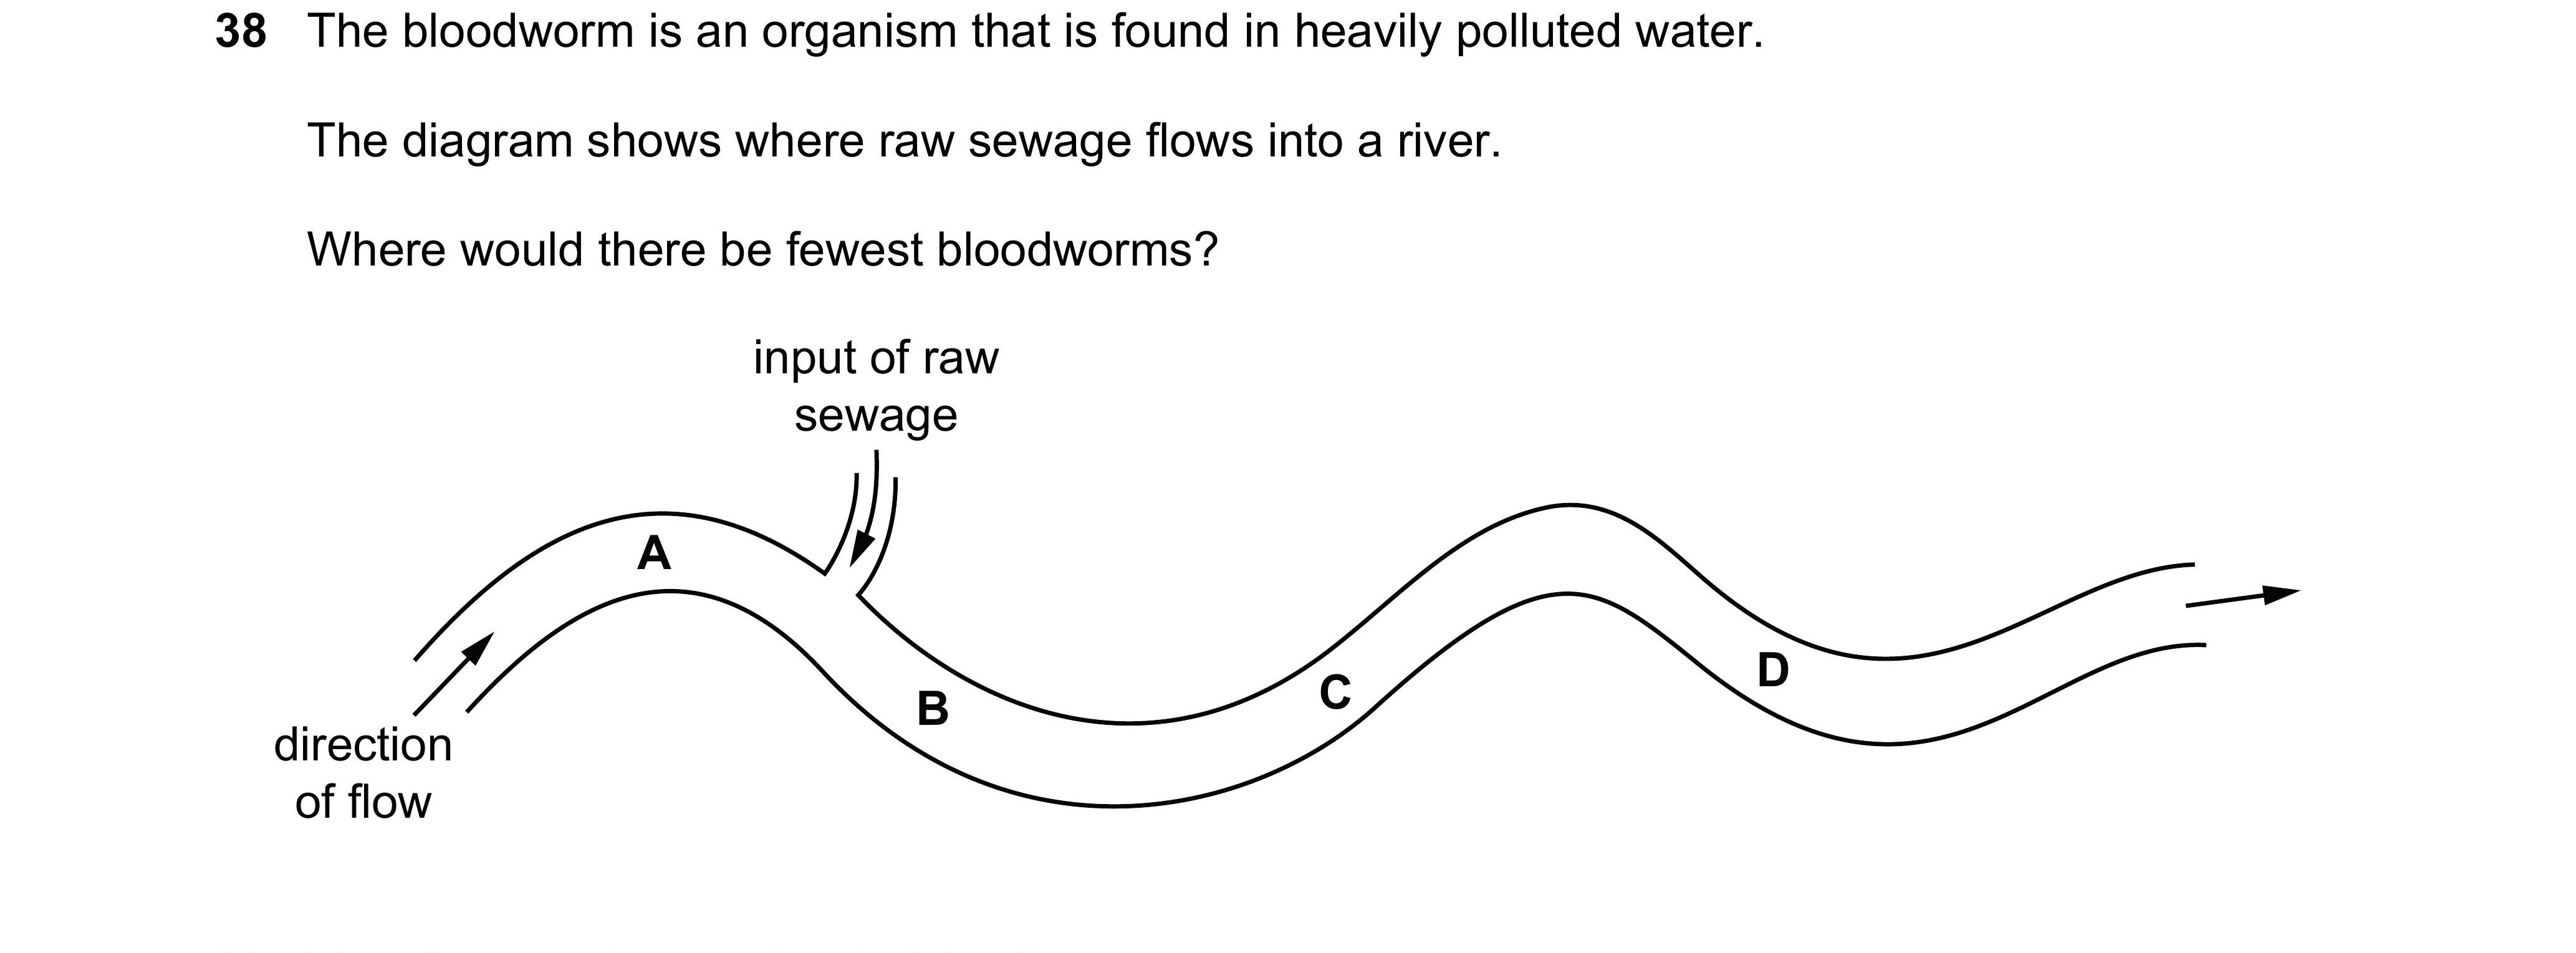 38 The bloodworm is an organism that is found in heavily polluted water.
The diagram shows where raw sewage flows into a river.
Where would there be fewest bloodworms?
input of raw
sewage
A
B
C
D
direction
of flow